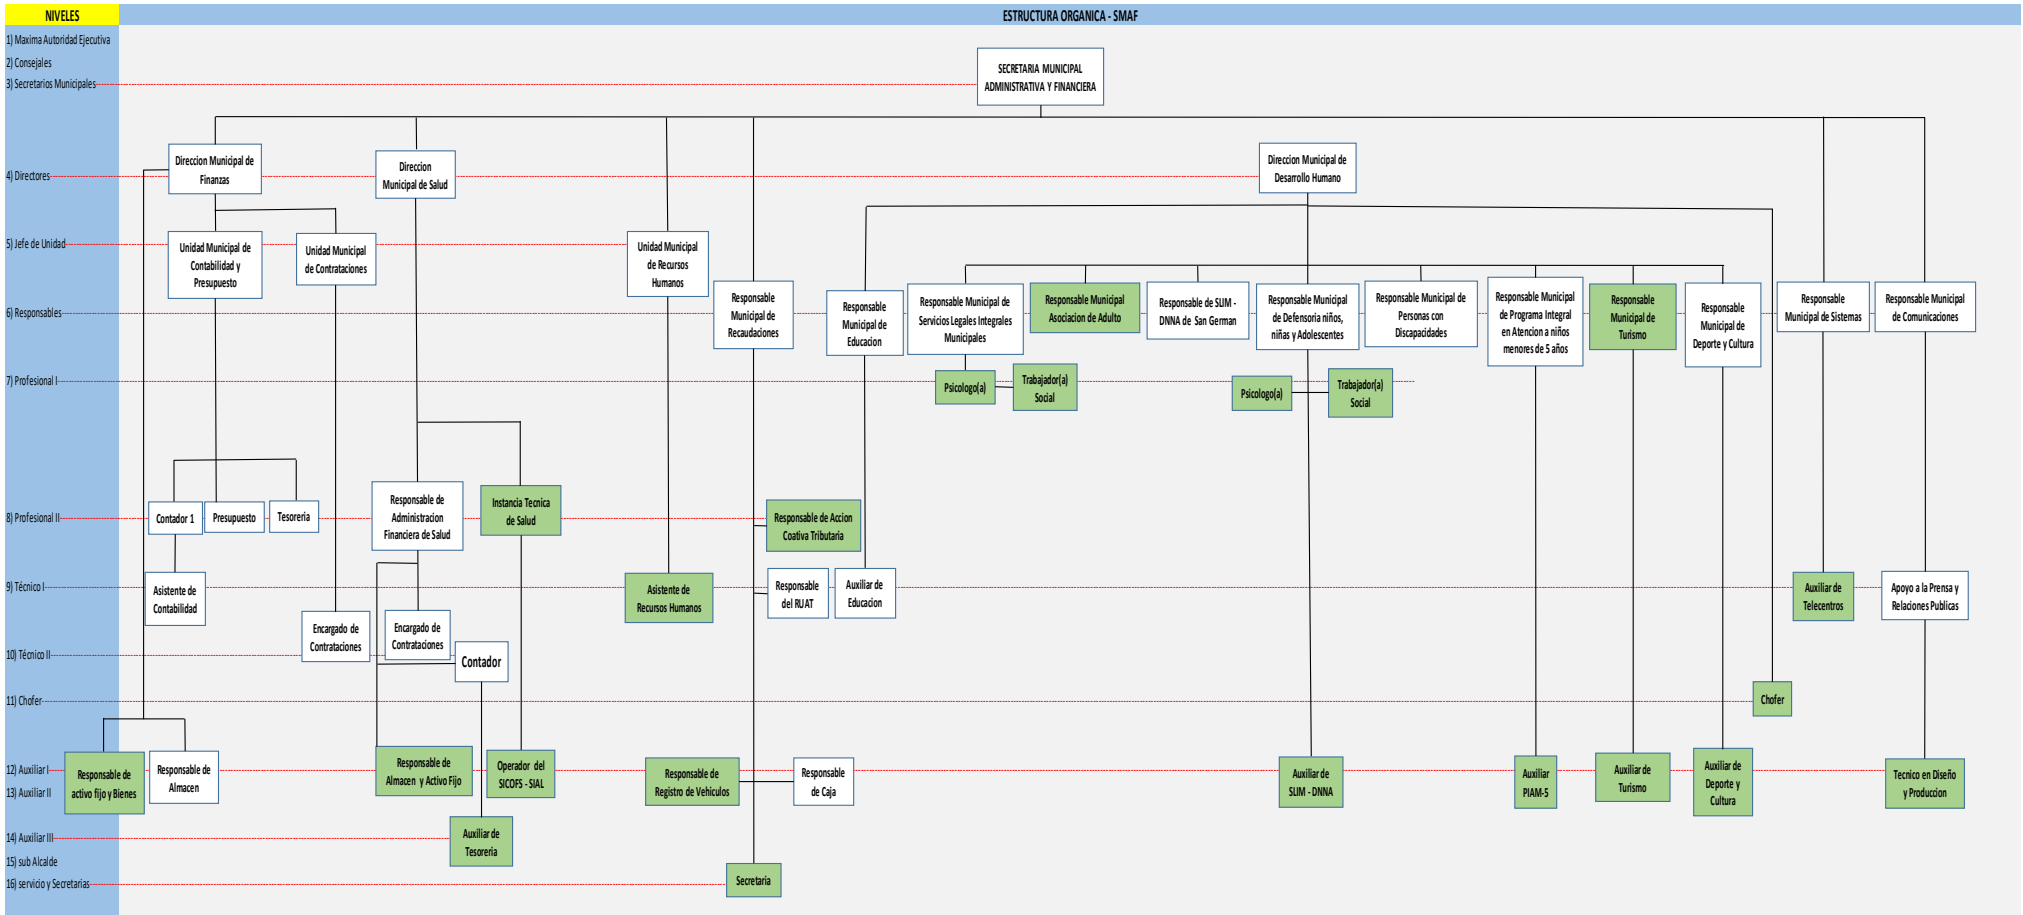 NIVELES
ESTRUCTURA ORGANICA - SMAF
1) Maxima Autoridad Ejecutiva
2) Consejales
3) Secretarios Municipales
SECRETARIA MUNICIPAL
ADMINISTRATIVA Y FINANCIERA
4) Directores
Direccion Municipal de
Finanzas
Direccion
Municipal de Salud
Direccion Municipal de
Desarrollo Humano
5) Jefe de Unidad
Unidad Municipal de
Contabilidad y
Presupuesto
Unidad Municipal
de Contrataciones
Unidad Municipal
de Recursos
Humanos
6) Responsables
Responsable
Municipal de
Recaudaciones
Responsable
Municipal de
Educacion
Responsable Municipal de
Servicios Legales Integrales
Municipales
Responsable Municipal
Asociacion de Adulto
Responsable de SLIM -
DNNA de San German
Responsable Municipal
de Defensoria niños,
niñas y Adolescentes
Responsable Municipal de
Personas con
Discapacidades
Responsable Municipal
de Programa Integral
en Atencion a niños
menores de 5 años
Responsable
Municipal de
Turismo
Responsable
Municipal de
Deporte y Cultura
Responsable
Municipal de Sistemas
Responsable Municipal
de Comunicaciones
7) Profesional I
Psicologo(a)
Trabajador(a)
Social
Psicologo(a)
Trabajador(a)
Social
8) Profesional II
Contador 1
Presupuesto
Tesoreria
Responsable de
Administracion
Financiera de Salud
Instancia Tecnica
de Salud
Responsable de Accion
Coativa Tributaria
9) Técnico I
Asistente de
Contabilidad
Asistente de
Recursos Humanos
Responsable
del RUAT
Auxiliar de
Educacion
Auxiliar de
Telecentros
Apoyo a la Prensa y
Relaciones Publicas
10) Técnico II
Encargado de
Contrataciones
Encargado de
Contrataciones
Contador
11) Chofer
Chofer
12) Auxiliar I
13) Auxiliar II
Responsable de
activo fijo y Bienes
Responsable de
Almacen
Responsable de
Almacen y Activo Fijo
Operador del
SICOFS - SIAL
Responsable de
Registro de Vehiculos
Responsable
de Caja
Auxiliar de
SLIM - DNNA
Auxiliar
PIAM-5
Auxiliar de
Turismo
Auxiliar de
Deporte y
Cultura
Tecnico en Diseño
y Produccion
14) Auxiliar III
Auxiliar de
Tesoreria
15) sub Alcalde
16) servicio y Secretarias
Secretaria